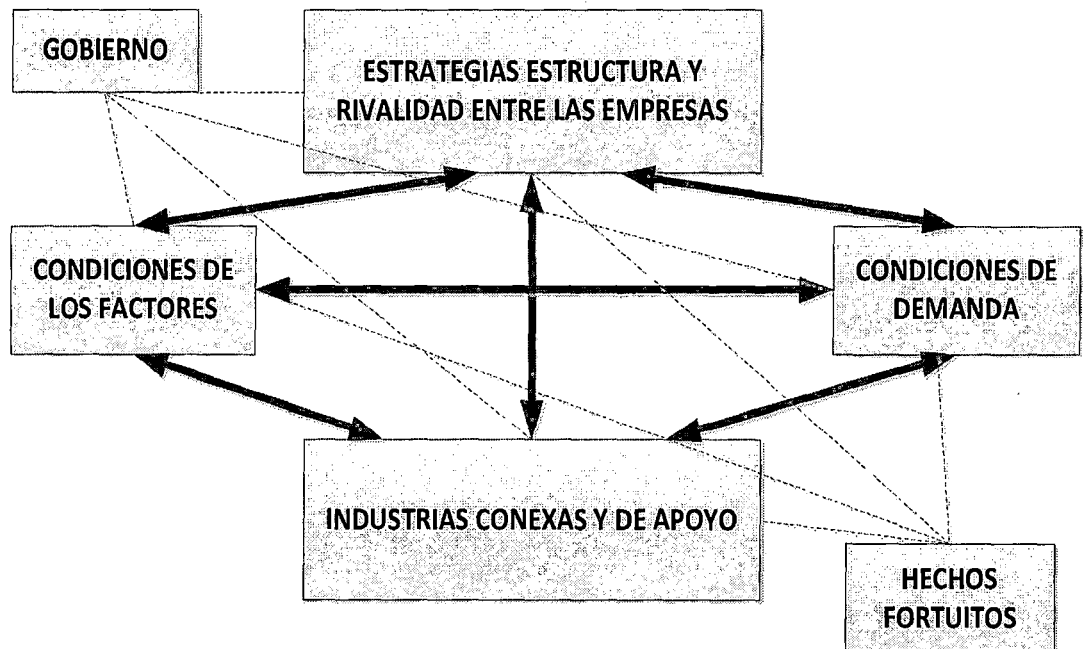 GOBIERNO
ESTRATEGIAS ESTRUCTURA Y
RIVALIDAD ENTRE LAS EMPRESAS
CONDICIONES DE
LOS FACTORES
CONDICIONES DE
DEMANDA
INDUSTRIAS CONEXAS Y DE APOYO
HECHOS
FORTUITOS